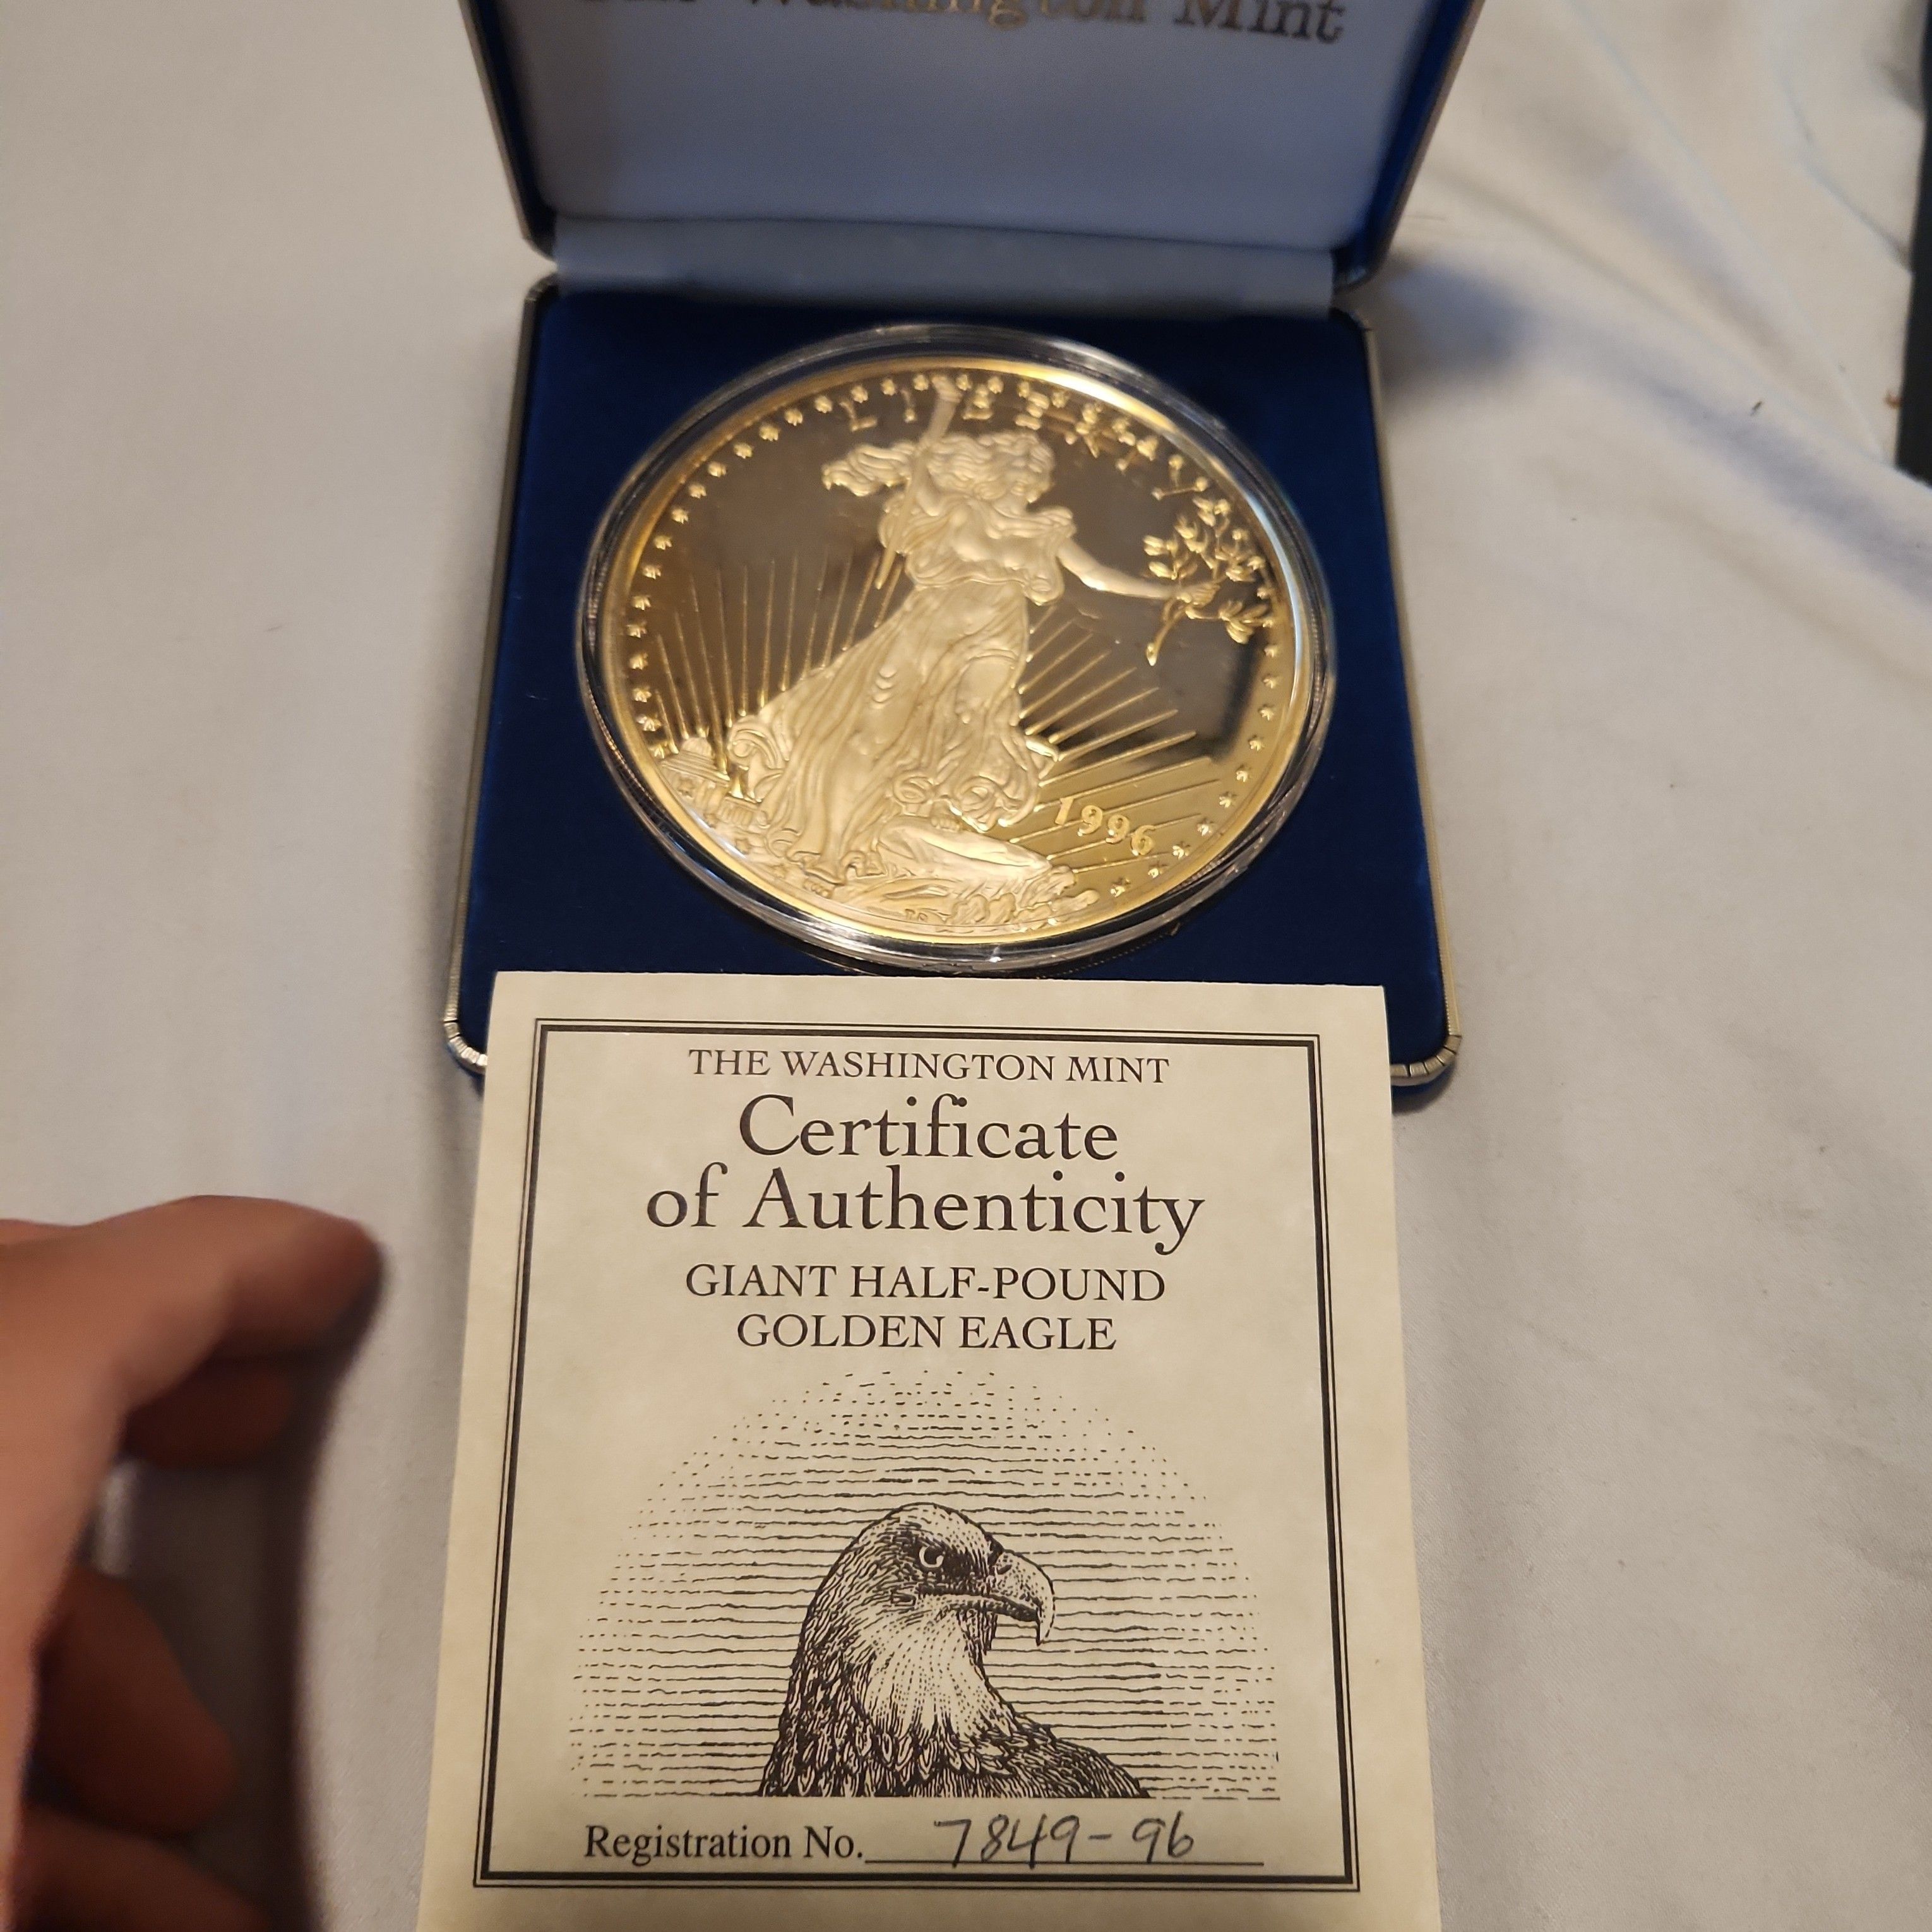 Washington Mint
LIBERTY
1996
THE WASHINGTON MINT
Certificate
of Authenticity
GIANT HALF-POUND
GOLDEN EAGLE
Registration No. 7849-96